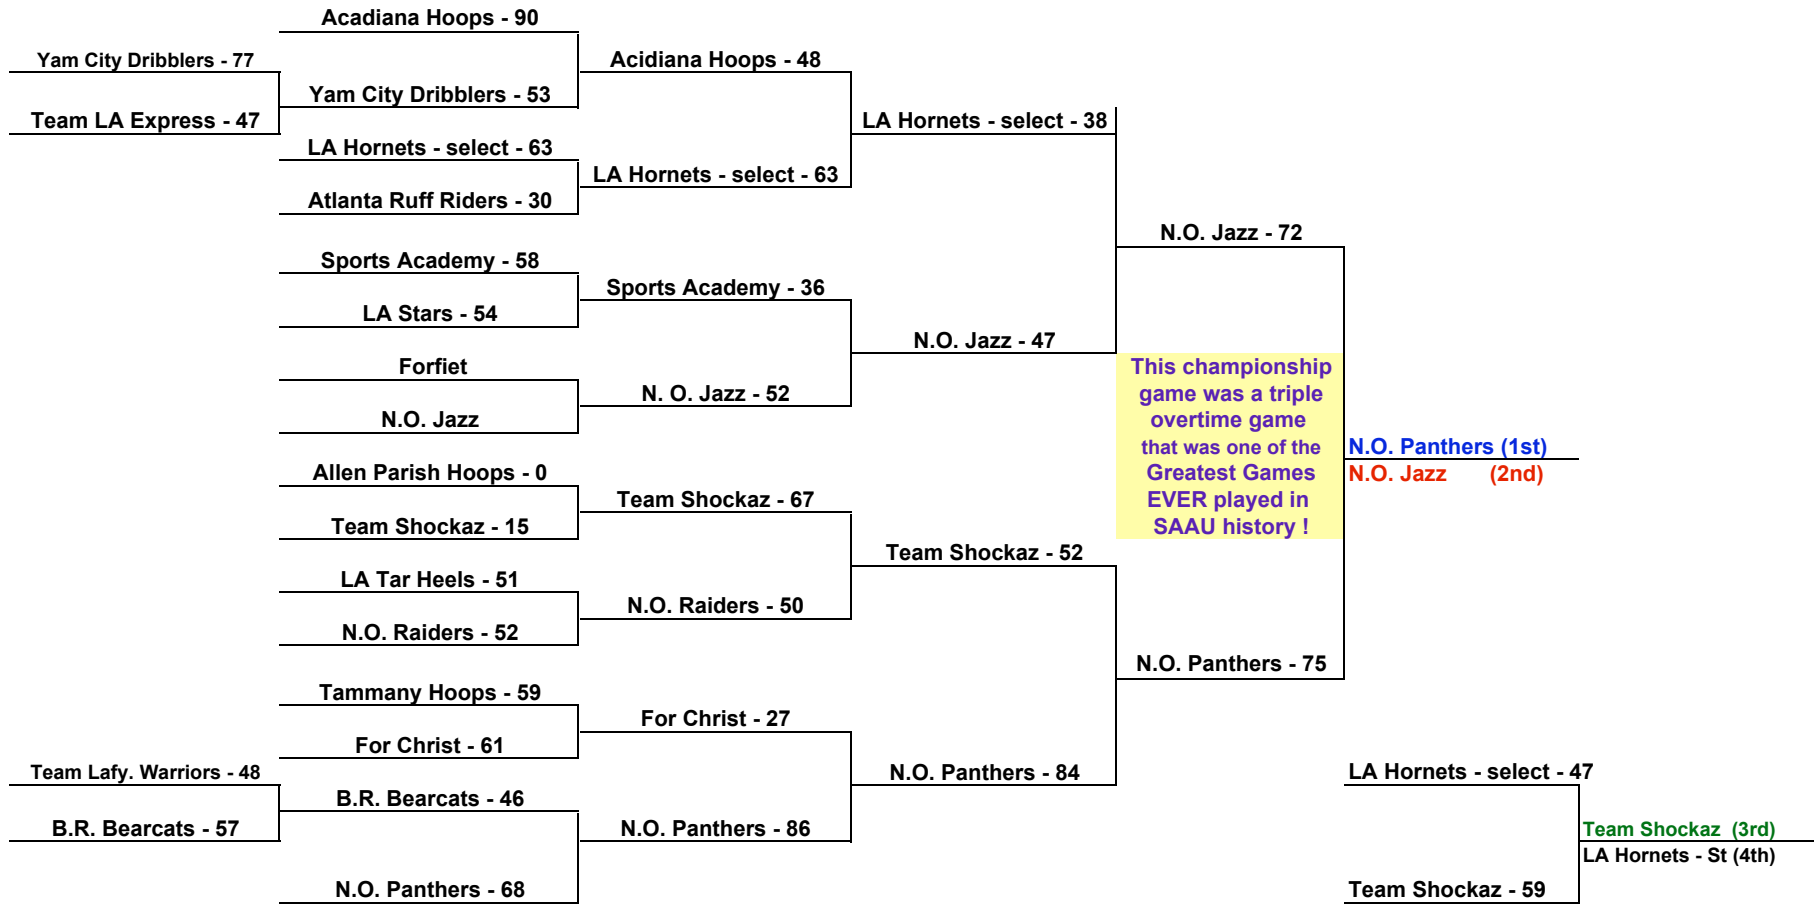 Acadiana Hoops - 90
Yam City Dribblers - 77
Acidiana Hoops - 48
Yam City Dribblers - 53
Team LA Express - 47
LA Hornets - select - 38
LA Hornets - select - 63
LA Hornets - select - 63
Atlanta Ruff Riders - 30
N.O. Jazz - 72
Sports Academy - 58
Sports Academy - 36
LA Stars - 54
N.O. Jazz - 47
Forfiet
N. O. Jazz - 52
N.O. Jazz
This championship
game was a triple
overtime game
that was one of the
Greatest Games
EVER played in
SAAU history !
N.O. Panthers (1st)
N.O. Jazz (2nd)
Allen Parish Hoops - 0
Team Shockaz - 67
Team Shockaz - 15
Team Shockaz - 52
LA Tar Heels - 51
N.O. Raiders - 50
N.O. Raiders - 52
N.O. Panthers - 75
Tammany Hoops - 59
For Christ - 27
For Christ - 61
Team Lafy. Warriors - 48
N.O. Panthers - 84
LA Hornets - select - 47
B.R. Bearcats - 46
B.R. Bearcats - 57
N.O. Panthers - 86
Team Shockaz (3rd)
LA Hornets - St (4th)
N.O. Panthers - 68
Team Shockaz - 59